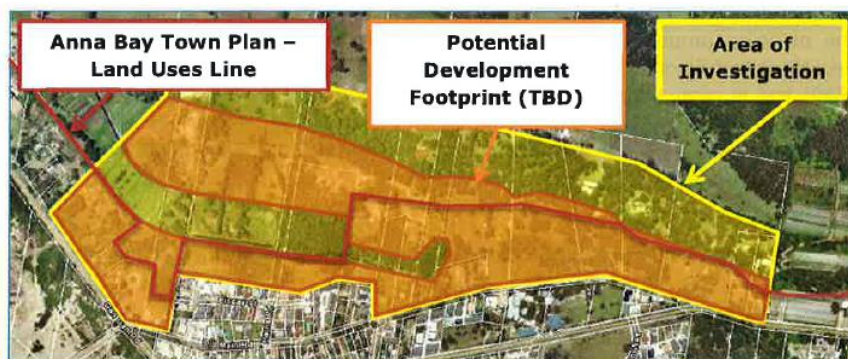 Anna Bay Town Plan –
Land Uses Line
Potential
Development
Footprint (TBD)
Area of
Investigation